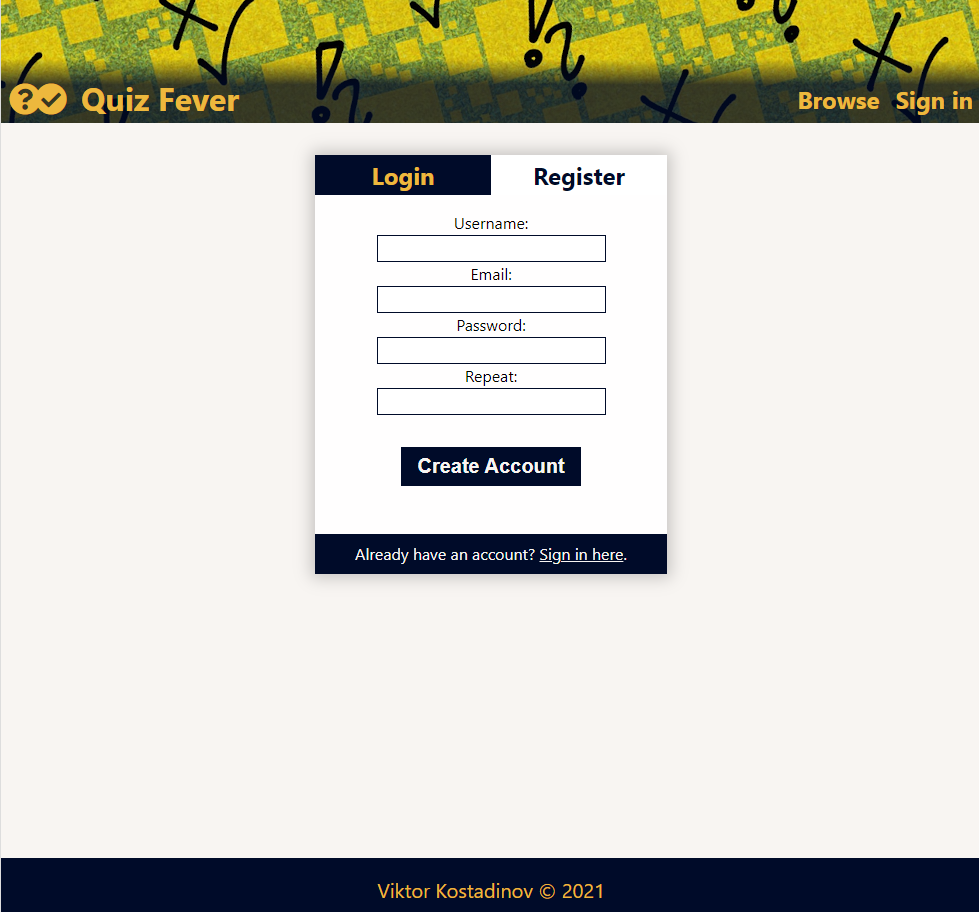 Quiz Fever
Browse Sign in
Login Register
Username:
Email:
Password:
Repeat:
Create Account
Already have an account? Sign in here.
Viktor Kostadinov © 2021